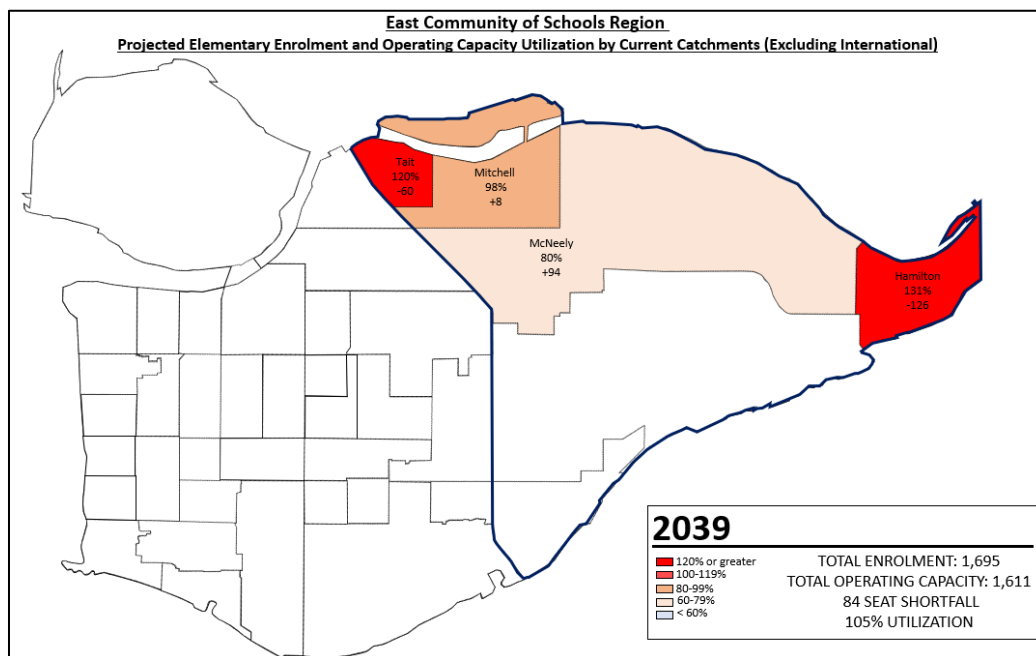 East Community of Schools Region
Projected Elementary Enrolment and Operating Capacity Utilization by Current Catchments (Excluding International)
Tait
120%
-60
Mitchell
98%
+8
McNeely
80%
+94
Hamilton
131%
-126
2039
120% or greater
100-119%
80-99%
60-79%
< 60%
TOTAL ENROLMENT: 1,695
TOTAL OPERATING CAPACITY: 1,611
84 SEAT SHORTFALL
105% UTILIZATION